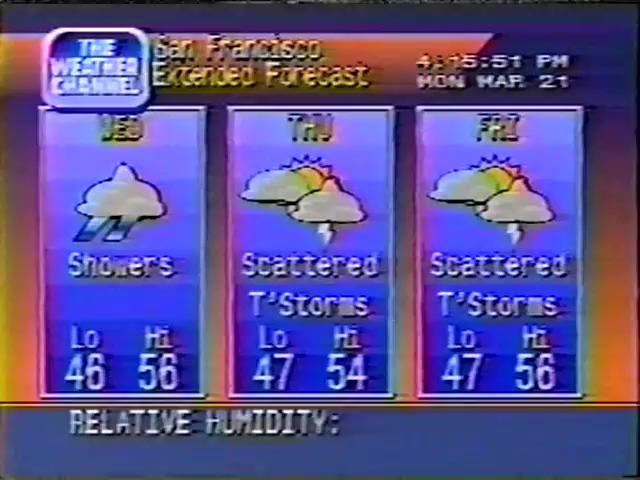 THE
WEATHER
CHANNEL
San Francisco
Extended Forecast
4:15:51 PM
MON MAR 21
WED
Showers
Lo Hi
46 56
THU
Scattered
T'Storms
Lo Hi
47 54
FRI
Scattered
T'Storms
Lo Hi
47 56
RELATIVE HUMIDITY: